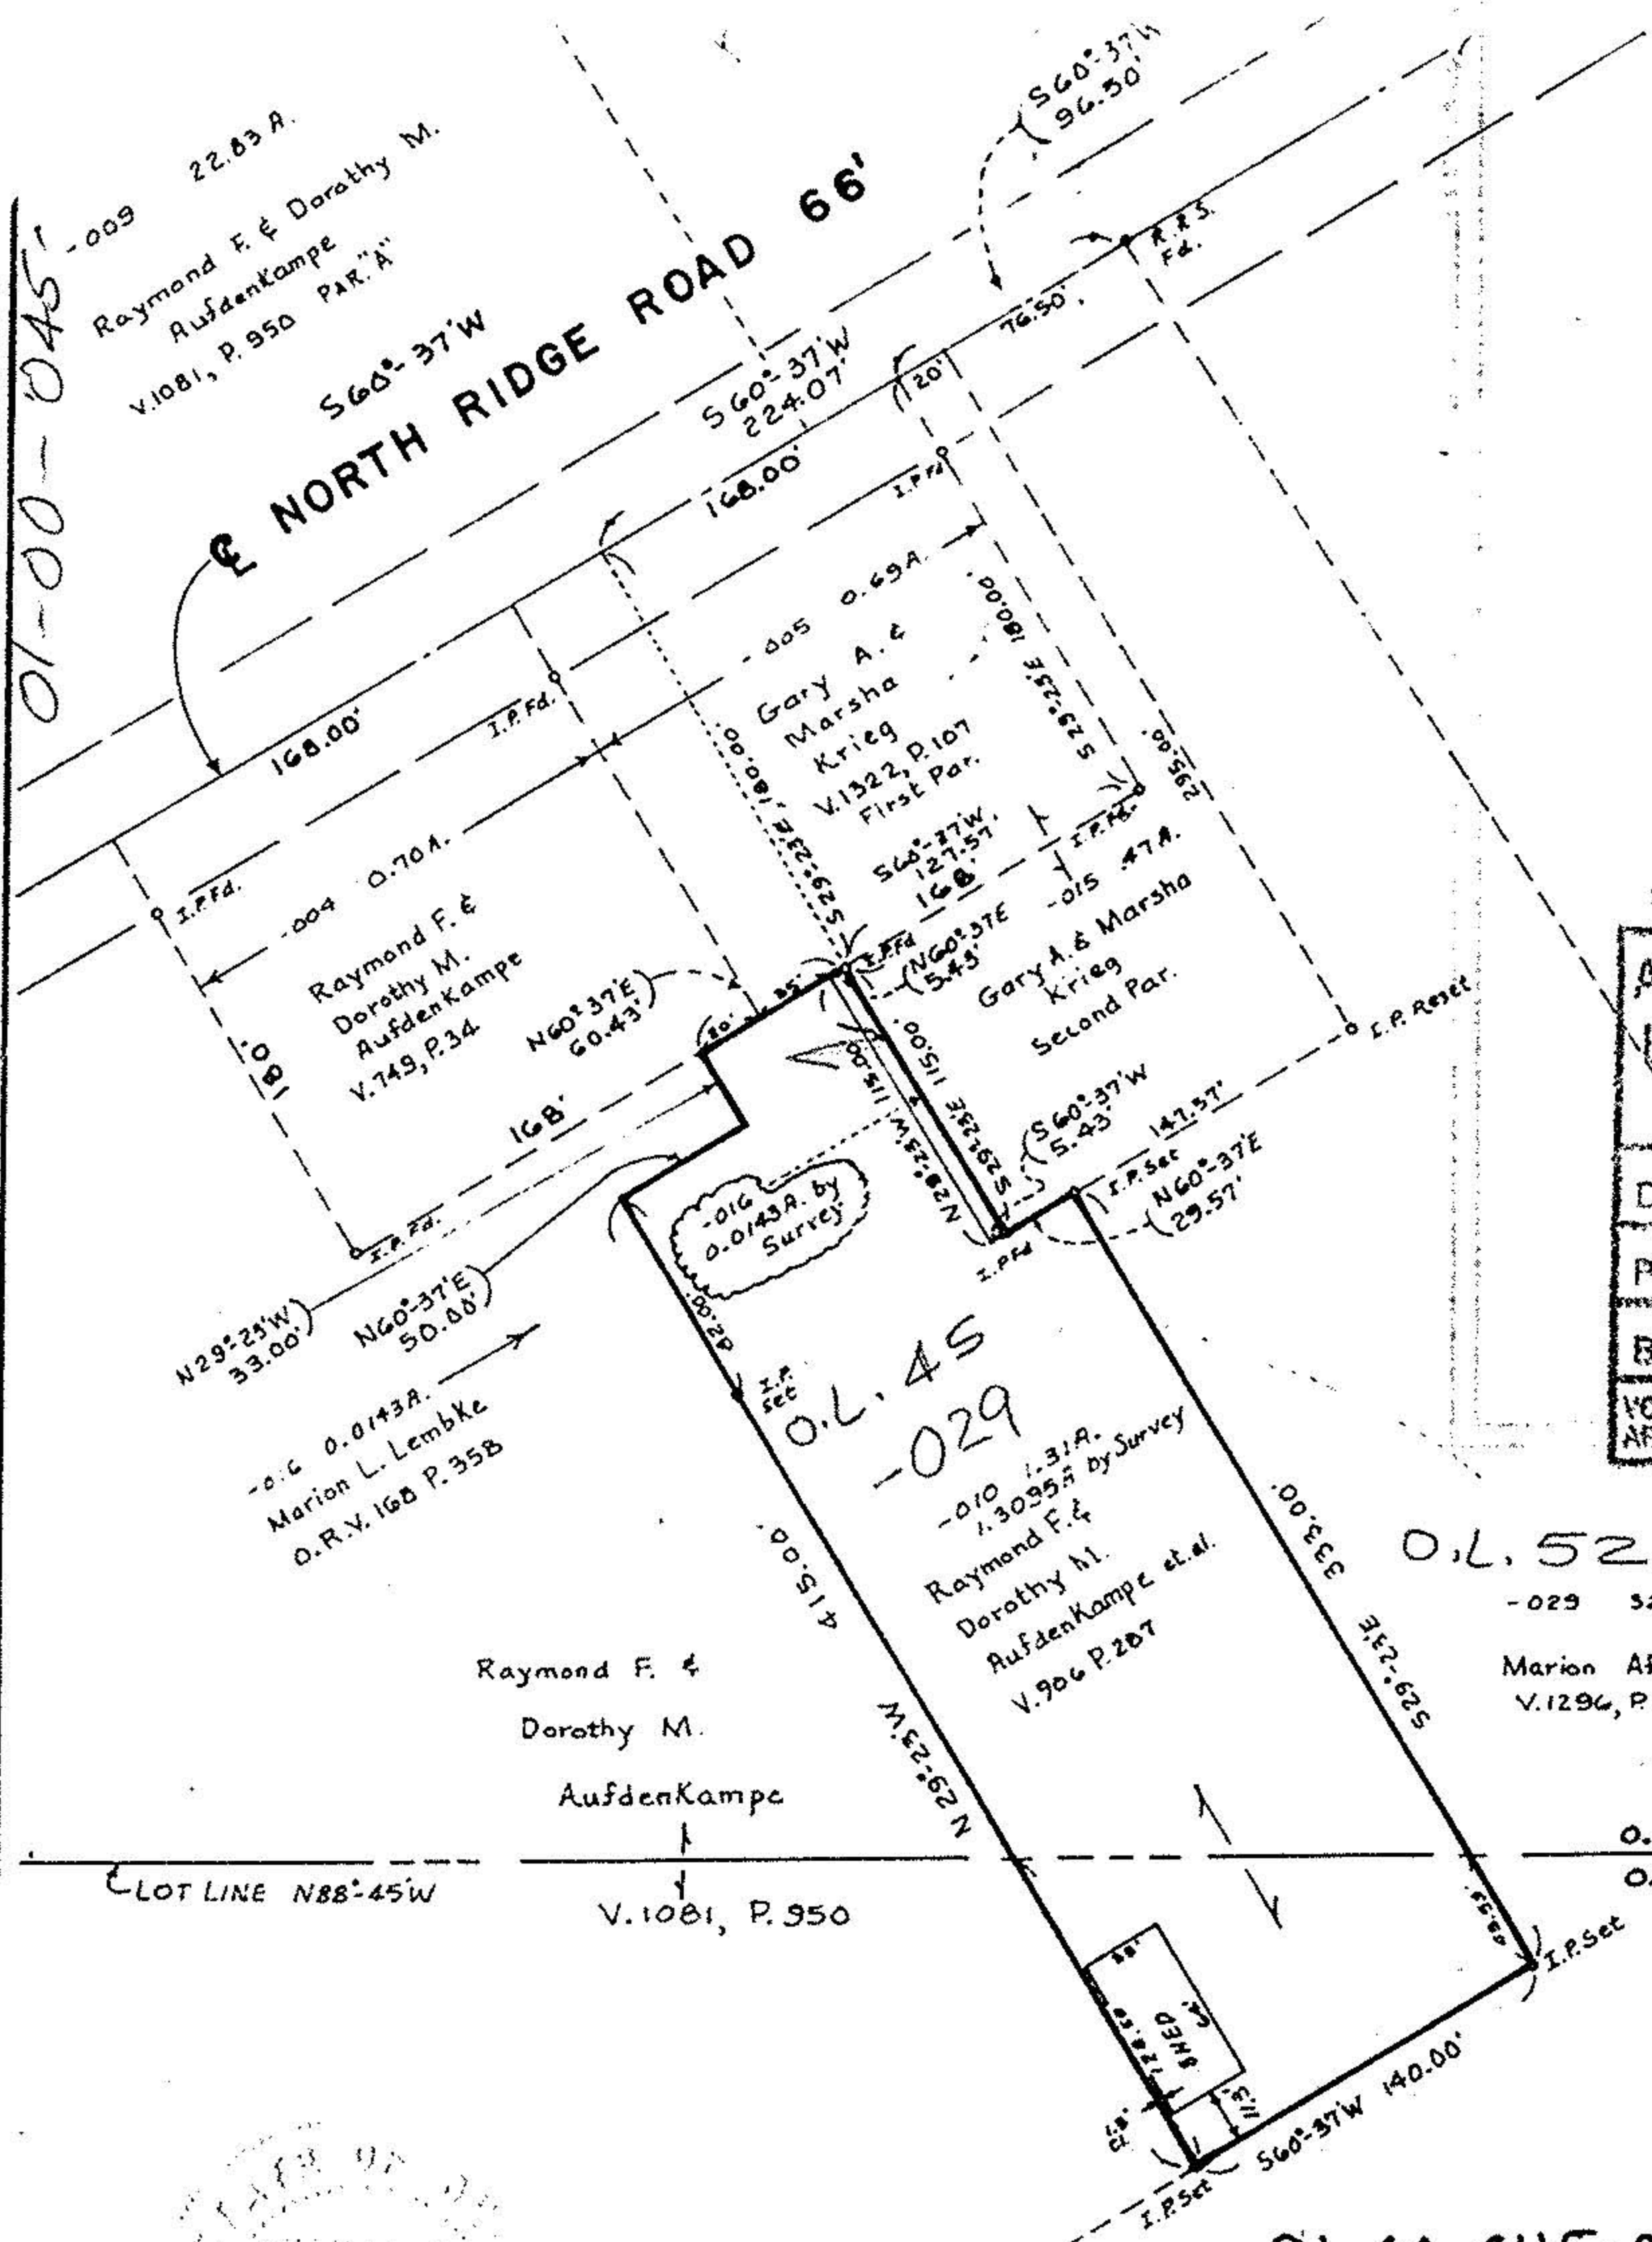 01-00-045
-009 22.83 A.
Raymond F. & Dorothy M.
Aufdenkampe
V.1081, P. 950 PAR."A"
S60°-37'W
96.50'
S60°-37'W
℄ NORTH RIDGE ROAD 66'
S60°-37'W
224.07'
R.R.S.
Fd.
76.50'
20'
168.00'
I.P.Fd
168.00'
I.P.Fd.
I.P.Fd.
-005 0.69A.
Gary A. &
Marsha
Krieg
V.1322, P.107
First Par.
S29°-23'E 180.00'
S29°-23'E, 180.00'
295.00'
S60°-37'W
127.57'
168'
I.P.Fd.
-004 0.70A.
Raymond F. &
Dorothy M.
AufdenKampe
V.749, P.34
180.'
168'
I.P.Fd.
N60°37'E
60.43'
20'
35'
I.P.Fd
N60°-37'E
5.43'
-015 .47A.
Gary A. & Marsha
Krieg
Second Par.
I.P. Reset
115.00'
S29°-23'E
N29°-23'W 115.00'
S60°-37'W
5.43'
147.57'
I.P.Set
I.P.Fd
N60°-37'E
29.57'
-016
0.0143A. by
Survey
N29°-23'W
33.00'
N60°-37'E
50.00'
82.00'
I.P.
set
-016 0.0143A.
Marion L. Lembke
O.R.V. 168 P. 358
O.L. 45
-029
-010 1.31A.
1.3095A by Survey
Raymond F. &
Dorothy M.
AufdenKampe et.al.
V.906 P.207
415.00'
N29°-23'W
333.00'
S29°-23'E
O.L. 52
-029
Marion
V.1296, P.
Raymond F. &
Dorothy M.
AufdenKampe
LOT LINE N88°-45'W
V.1081, P.950
O.
O.
SHED
11.5'
I.P.Set
S60°-37'W 140.00'
I.P.Set